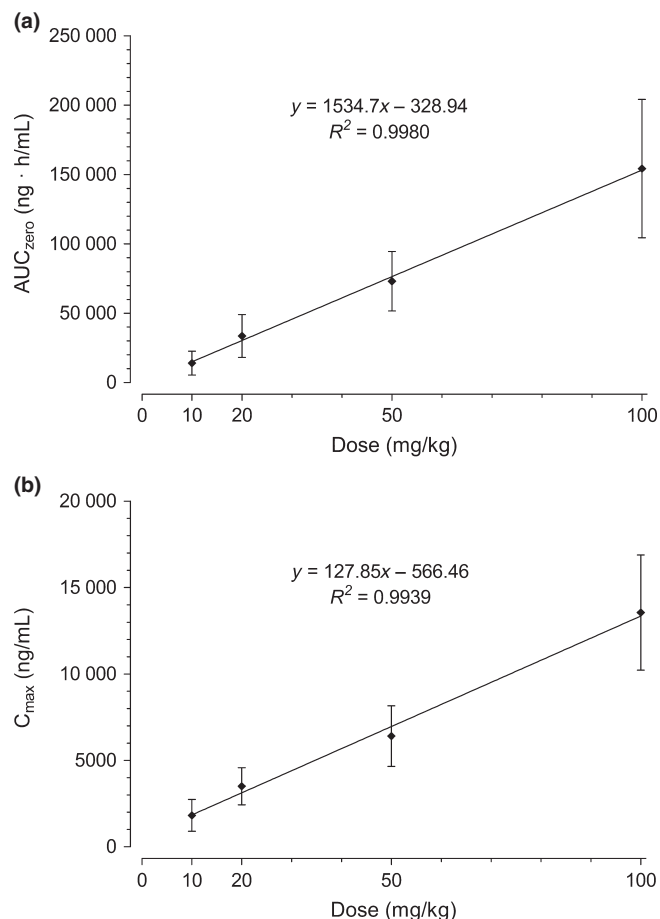 (a)
250 000
200 000
150 000
100 000
50 000
0
AUCzero (ng · h/mL)
y = 1534.7x – 328.94
R² = 0.9980
0 10 20 50 100
Dose (mg/kg)
(b)
20 000
15 000
10 000
5000
0
Cmax (ng/mL)
y = 127.85x – 566.46
R² = 0.9939
0 10 20 50 100
Dose (mg/kg)